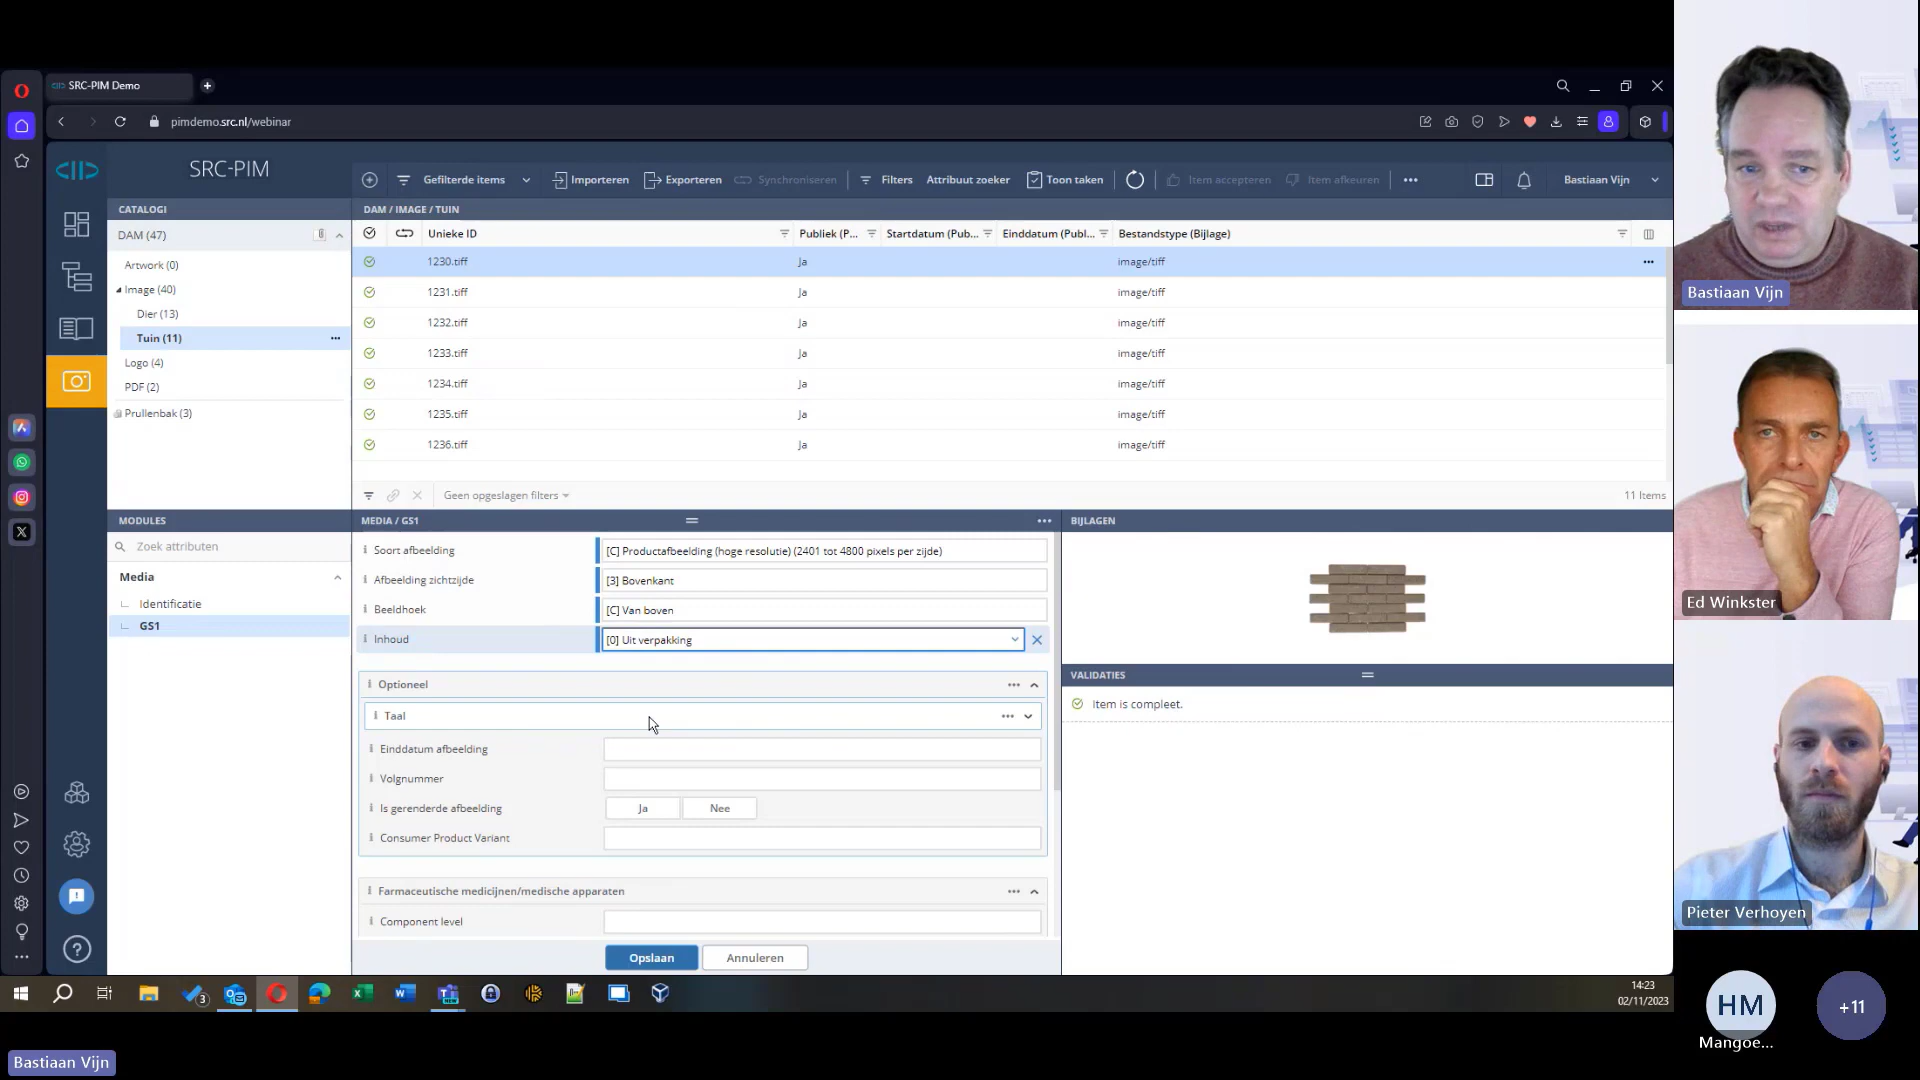 SRC-PIM Demo
pimdemo.src.nl/webinar
SRC-PIM
Gefilterde items
Importeren
Exporteren
Synchroniseren
Filters
Attribuut zoeker
Toon taken
Item accepteren
Item afkeuren
Bastiaan Vijn
CATALOGI
DAM (47)
Artwork (0)
Image (40)
Dier (13)
Tuin (11)
Logo (4)
PDF (2)
Prullenbak (3)
DAM / IMAGE / TUIN
Unieke ID
Publiek (P...
Startdatum (Pub...
Einddatum (Publ...
Bestandstype (Bijlage)
1230.tiff Ja image/tiff
1231.tiff Ja image/tiff
1232.tiff Ja image/tiff
1233.tiff Ja image/tiff
1234.tiff Ja image/tiff
1235.tiff Ja image/tiff
1236.tiff Ja image/tiff
Geen opgeslagen filters
11 Items
MODULES
Zoek attributen
Media
Identificatie
GS1
MEDIA / GS1
Soort afbeelding [C] Productafbeelding (hoge resolutie) (2401 tot 4800 pixels per zijde)
Afbeelding zichtzijde [3] Bovenkant
Beeldhoek [C] Van boven
Inhoud [0] Uit verpakking
Optioneel
Taal
Einddatum afbeelding
Volgnummer
Is gerenderde afbeelding Ja Nee
Consumer Product Variant
Farmaceutische medicijnen/medische apparaten
Component level
Opslaan
Annuleren
BIJLAGEN
VALIDATIES
Item is compleet.
3
14:23
02/11/2023
Bastiaan Vijn
Ed Winkster
Pieter Verhoyen
HM
Mangoe...
+11
Bastiaan Vijn